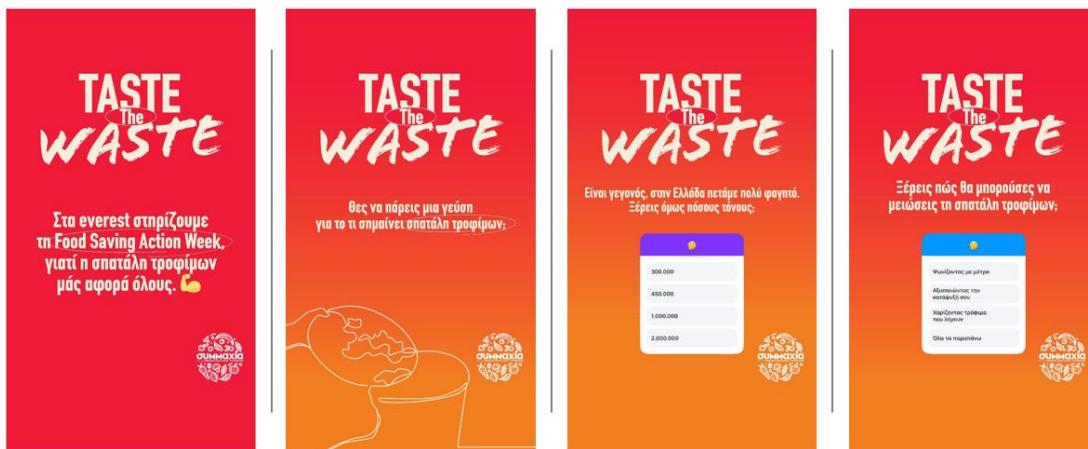 TASTE
The
WASTE
Στα everest στηρίζουμε
τη Food Saving Action Week,
γιατί η σπατάλη τροφίμων
μάς αφορά όλους. 💪
συμμαχία
TASTE
The
WASTE
Θες να πάρεις μια γεύση
για το τι σημαίνει σπατάλη τροφίμων;
συμμαχία
TASTE
The
WASTE
Είναι γεγονός, στην Ελλάδα πετάμε πολύ φαγητό.
Ξέρεις όμως πόσους τόνους;
🤔
300.000
450.000
1.000.000
2.000.000
συμμαχία
TASTE
The
WASTE
Ξέρεις πώς θα μπορούσες να
μειώσεις τη σπατάλη τροφίμων;
🤔
Ψωνίζοντας με μέτρο
Αξιοποιώντας την
κατάψυξή σου
Χαρίζοντας τρόφιμα
που λήγουν
Όλα τα παραπάνω
συμμαχία